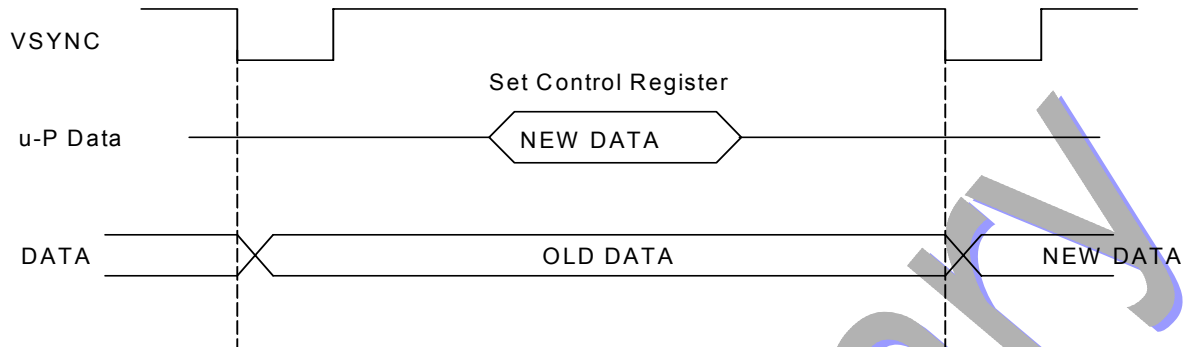 VSYNC
Set Control Register
u-P Data
NEW DATA
DATA
OLD DATA
NEW DATA